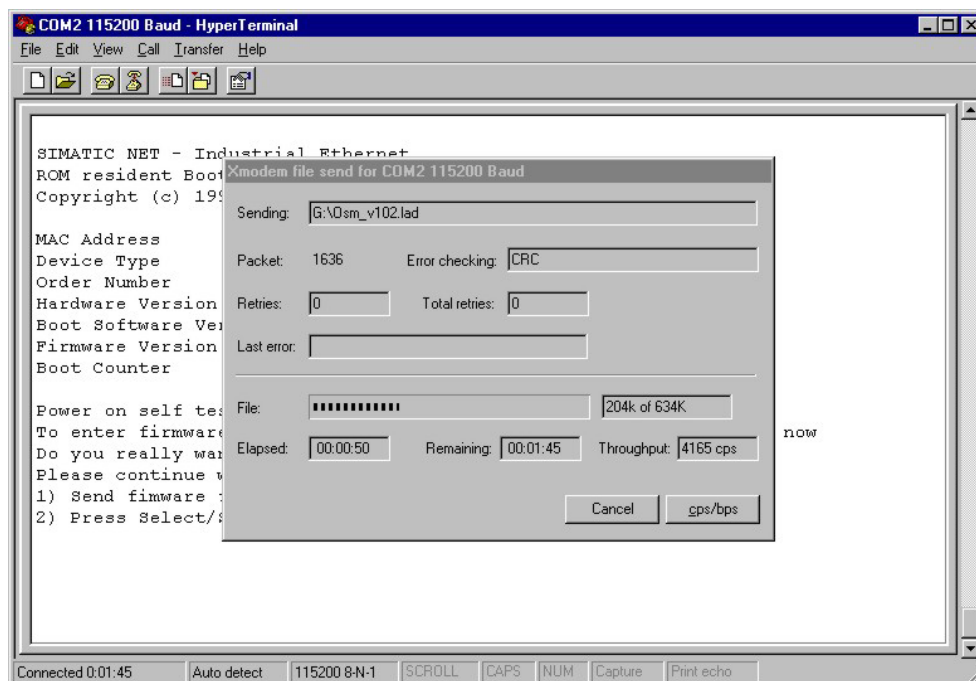 COM2 115200 Baud - HyperTerminal
File Edit View Call Transfer Help
SIMATIC NET - Industrial Ethernet
ROM resident Boot
Copyright (c) 199
MAC Address
Device Type
Order Number
Hardware Version
Boot Software Ver
Firmware Version
Boot Counter
Power on self tes
To enter firmware now
Do you really wan
Please continue w
1) Send fimware f
2) Press Select/S
Xmodem file send for COM2 115200 Baud
Sending: G:\Osm_v102.lad
Packet: 1636 Error checking: CRC
Retries: 0 Total retries: 0
Last error:
File: 204k of 634K
Elapsed: 00:00:50 Remaining: 00:01:45 Throughput: 4165 cps
Cancel cps/bps
Connected 0:01:45 Auto detect 115200 8-N-1 SCROLL CAPS NUM Capture Print echo